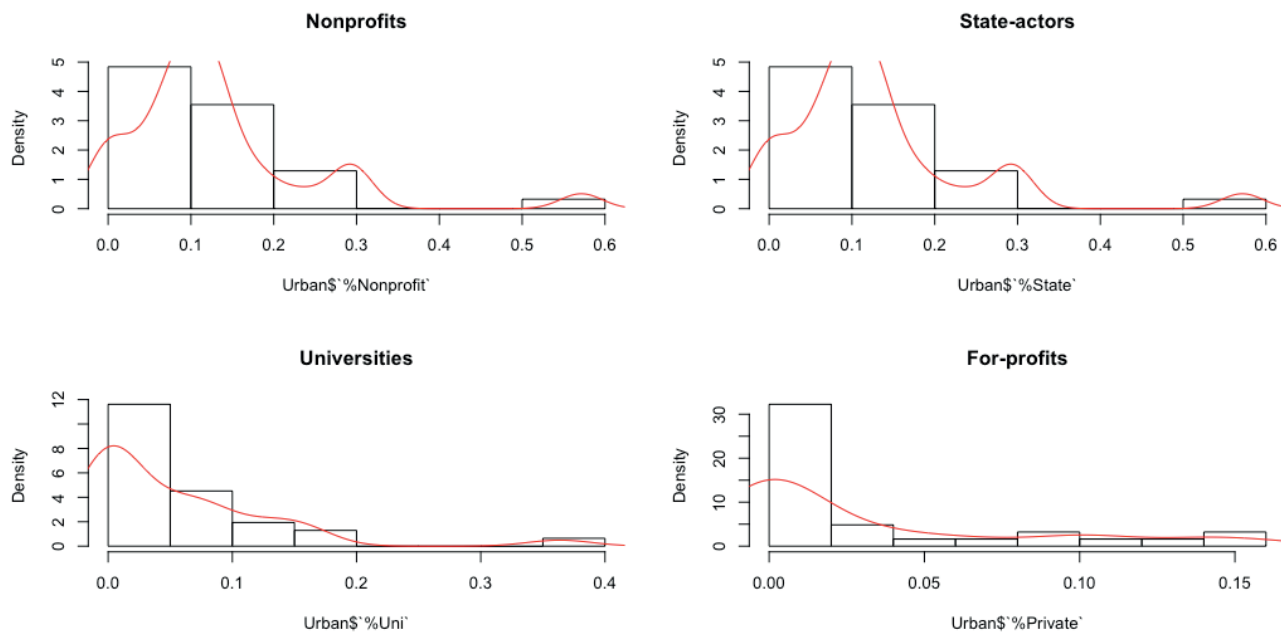 Nonprofits
Density
5
4
3
2
1
0
0.0 0.1 0.2 0.3 0.4 0.5 0.6
Urban$`%Nonprofit`
State-actors
Density
5
4
3
2
1
0
0.0 0.1 0.2 0.3 0.4 0.5 0.6
Urban$`%State`
Universities
Density
12
8
6
4
2
0
0.0 0.1 0.2 0.3 0.4
Urban$`%Uni`
For-profits
Density
30
20
10
0
0.00 0.05 0.10 0.15
Urban$`%Private`